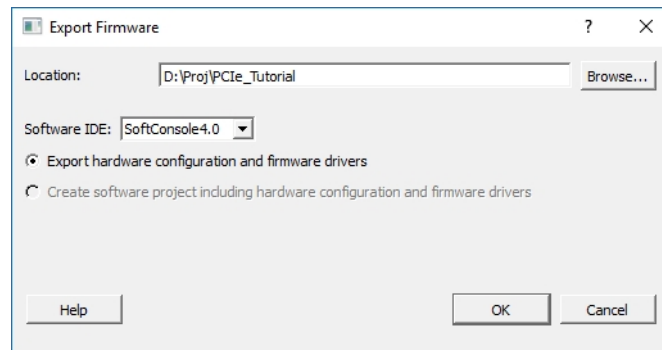 Export Firmware
Location: D:\Proj\PCIe_Tutorial Browse...
Software IDE: SoftConsole4.0
Export hardware configuration and firmware drivers
Create software project including hardware configuration and firmware drivers
Help OK Cancel